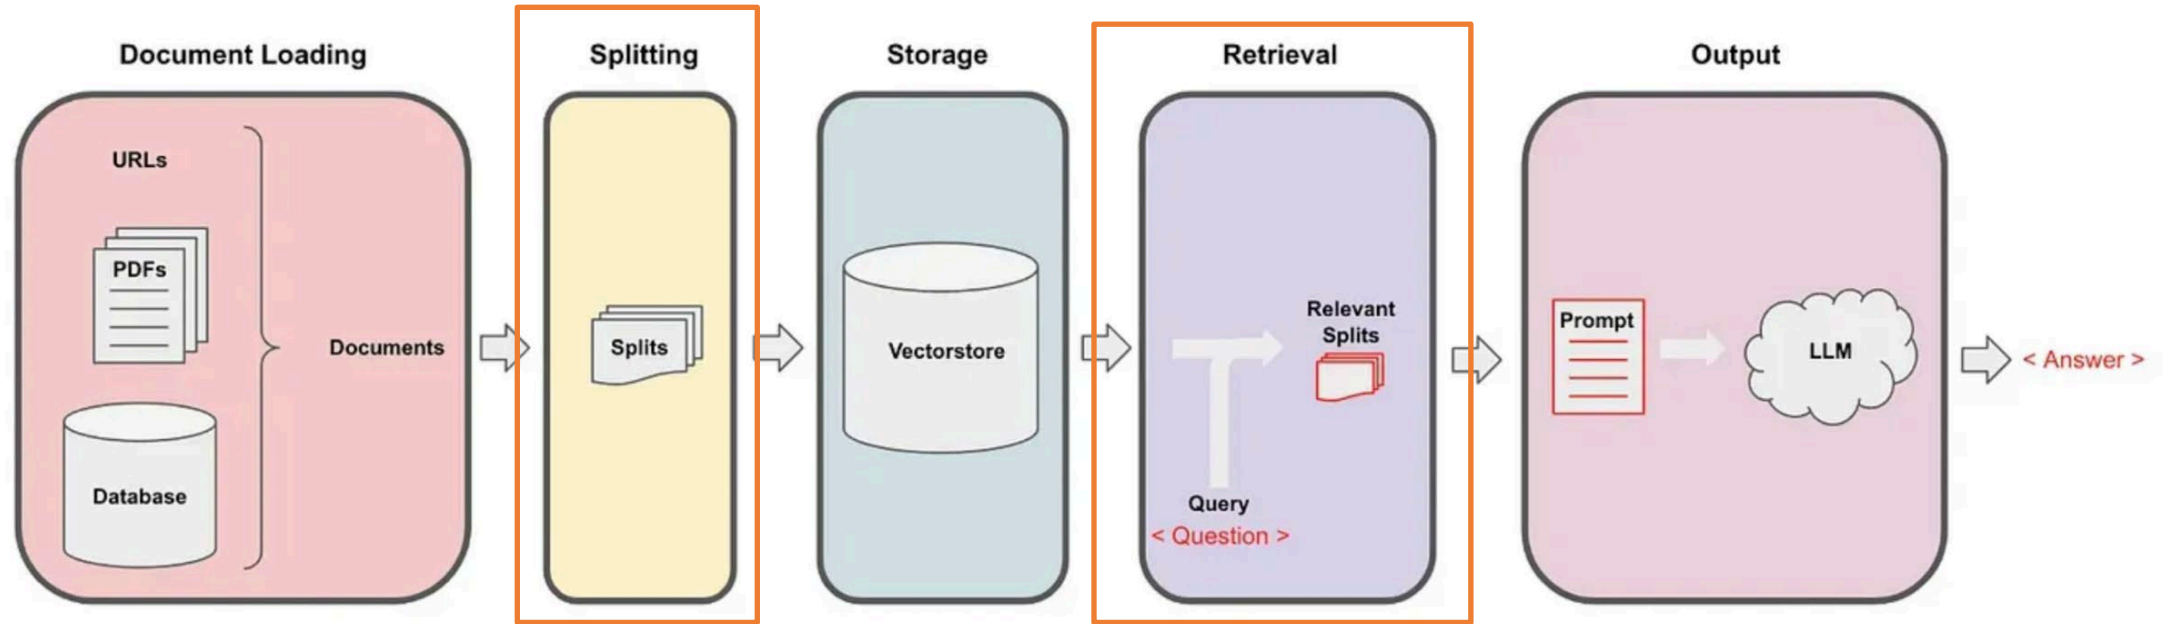 Document Loading
URLs
PDFs
Database
Documents
Splitting
Splits
Storage
Vectorstore
Retrieval
Relevant
Splits
Query
< Question >
Output
Prompt
LLM
< Answer >